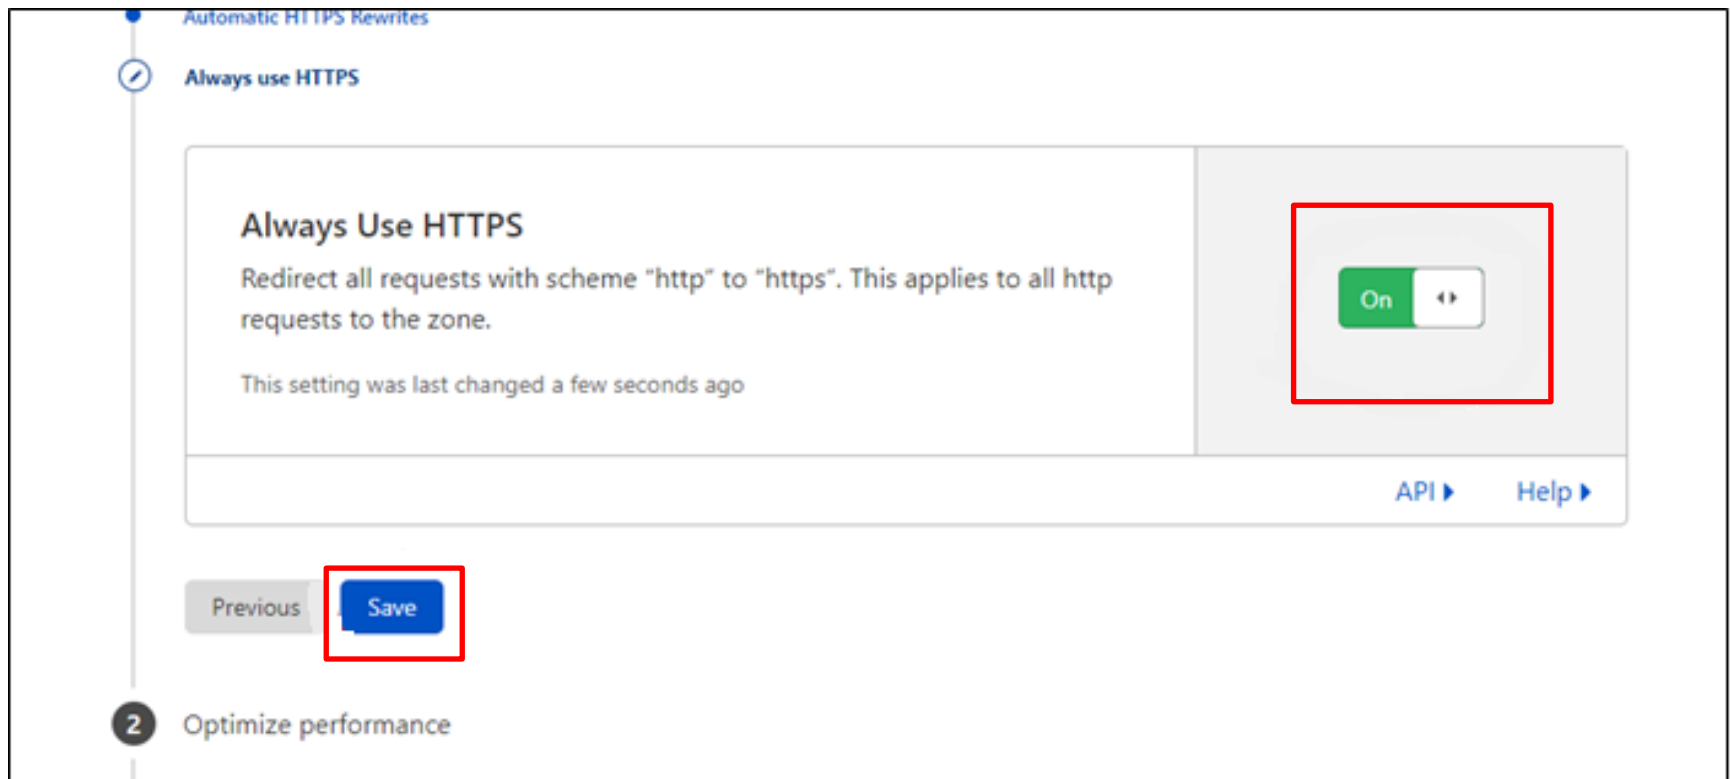 Automatic HTTPS Rewrites
Always use HTTPS
Always Use HTTPS
Redirect all requests with scheme “http” to “https”. This applies to all http
requests to the zone.
This setting was last changed a few seconds ago
On
API
Help
Previous
Save
2
Optimize performance